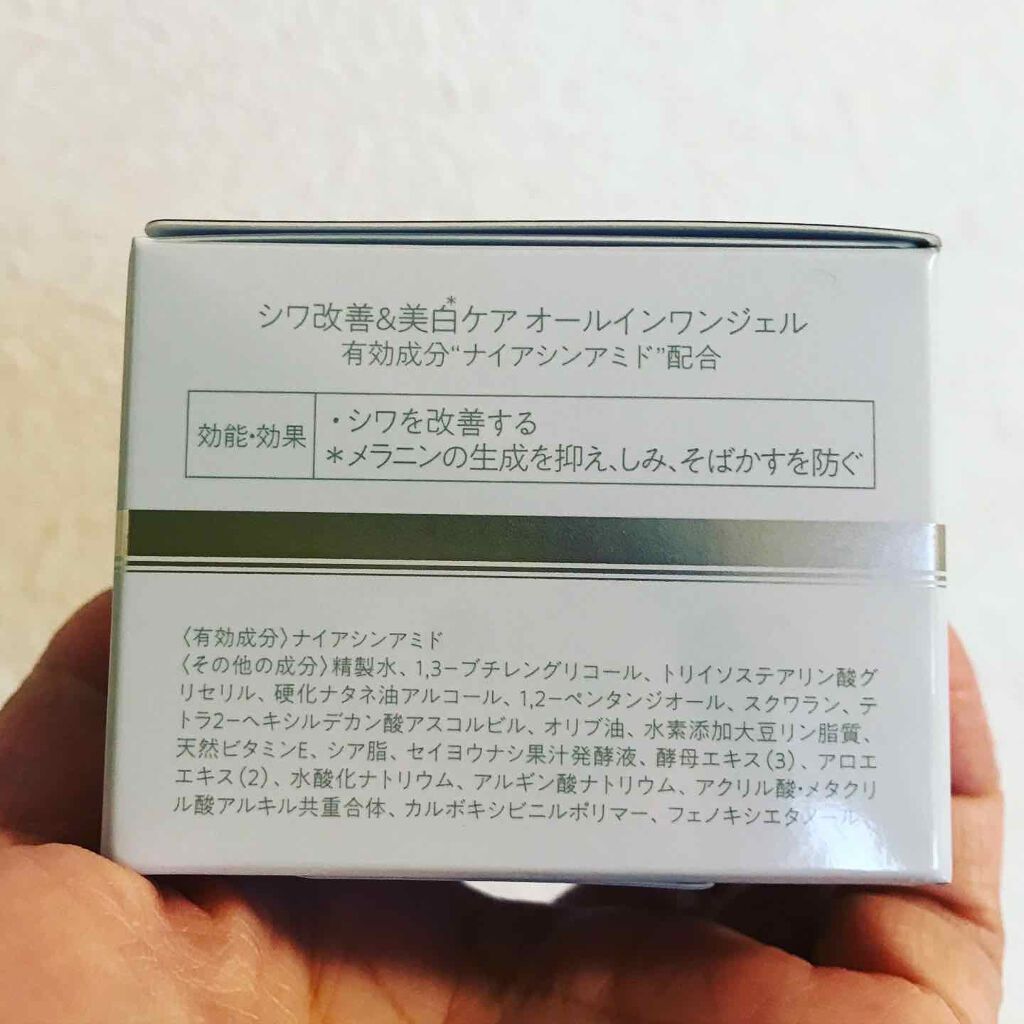 シワ改善&美白*ケア オールインワンジェル
有効成分“ナイアシンアミド”配合
効能・効果
・シワを改善する
*メラニンの生成を抑え、しみ、そばかすを防ぐ
〈有効成分〉ナイアシンアミド
〈その他の成分〉精製水、1,3−ブチレングリコール、トリイソステアリン酸グ
リセリル、硬化ナタネ油アルコール、1,2−ペンタンジオール、スクワラン、テ
トラ2−ヘキシルデカン酸アスコルビル、オリブ油、水素添加大豆リン脂質、
天然ビタミンE、シア脂、セイヨウナシ果汁発酵液、酵母エキス(3)、アロエ
エキス(2)、水酸化ナトリウム、アルギン酸ナトリウム、アクリル酸・メタクリ
ル酸アルキル共重合体、カルボキシビニルポリマー、フェノキシエタノール